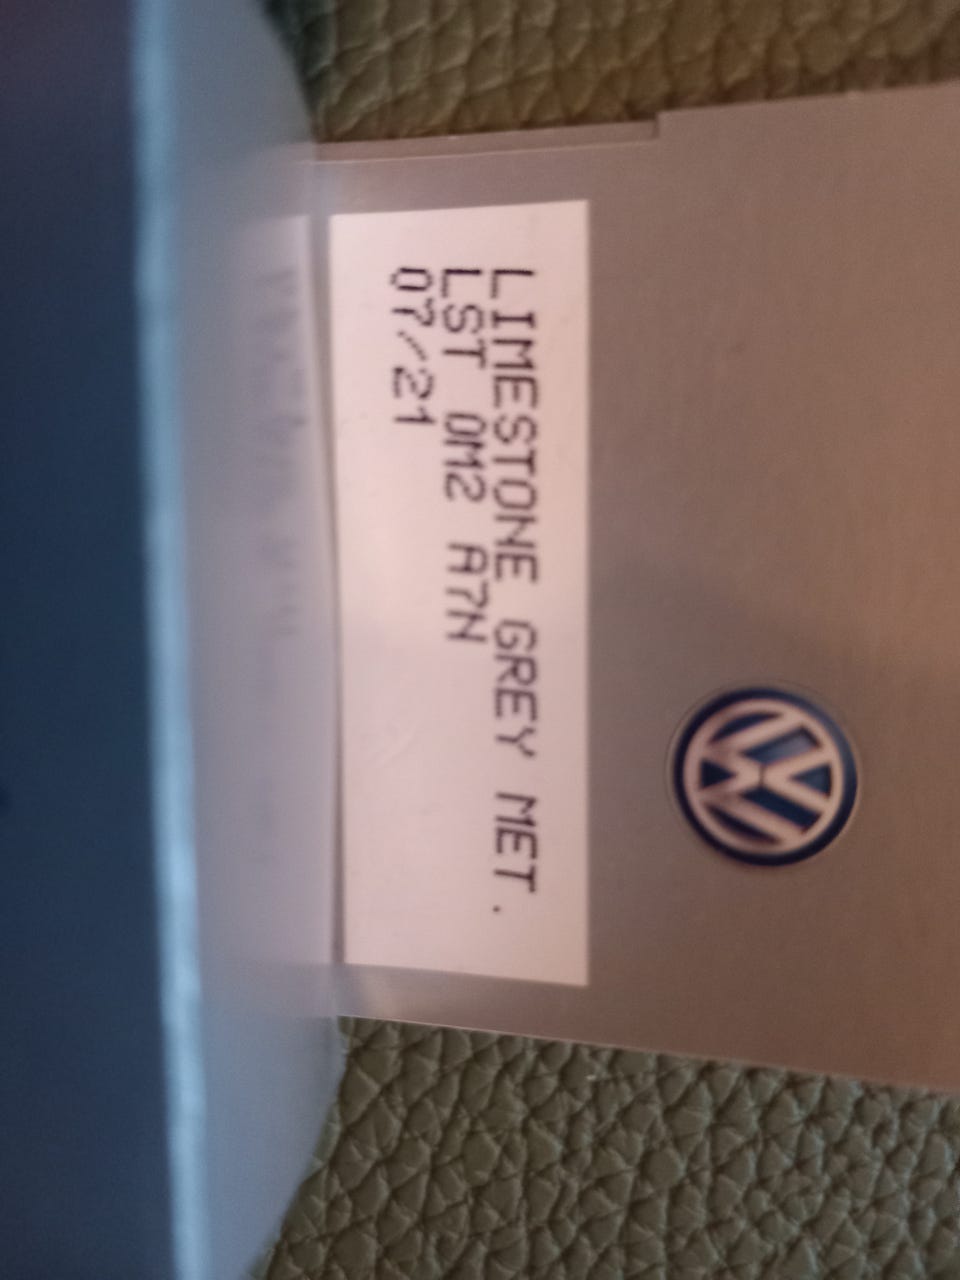 LIMESTONE GREY MET.
LST 0M2 A7N
07/21